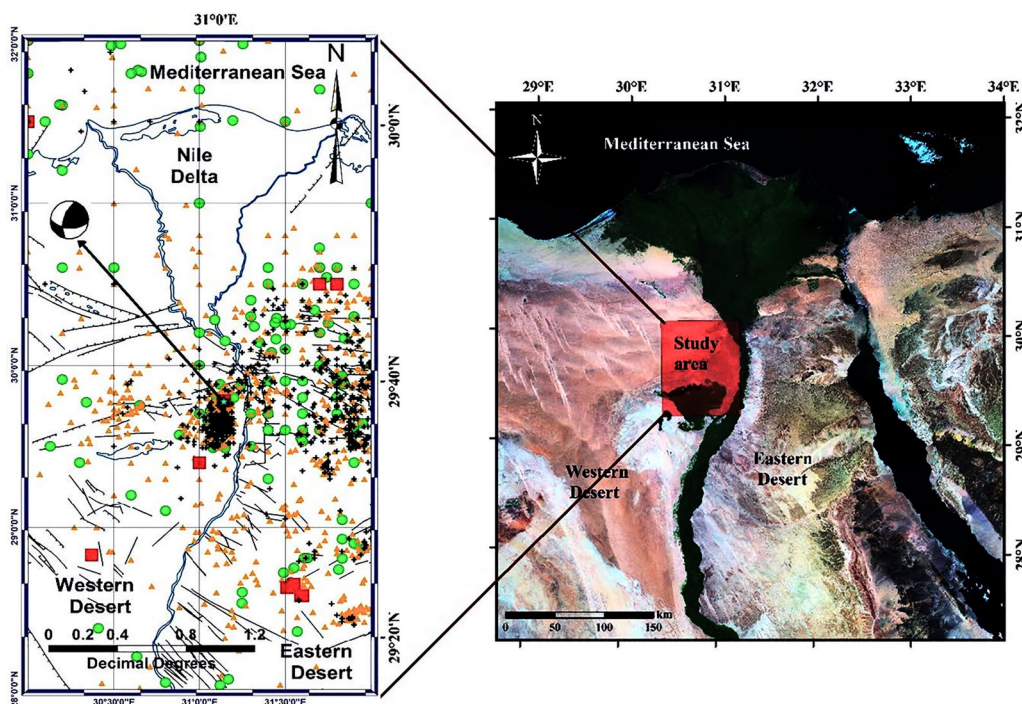 31°0'E
32°0'0"N
31°0'0"N
30°0'0"N
29°0'0"N
28°0'0"N
N
Mediterranean Sea
Nile
Delta
30°0'N
29°40'N
29°20'N
Western
Desert
0 0.2 0.4 0.8 1.2
Decimal Degrees
Eastern
Desert
30°30'0"E 31°0'0"E 31°30'0"E
29°E 30°E 31°E 32°E 33°E 34°E
N
Mediterranean Sea
Study
area
Western
Desert
Eastern
Desert
km
0 50 100 150